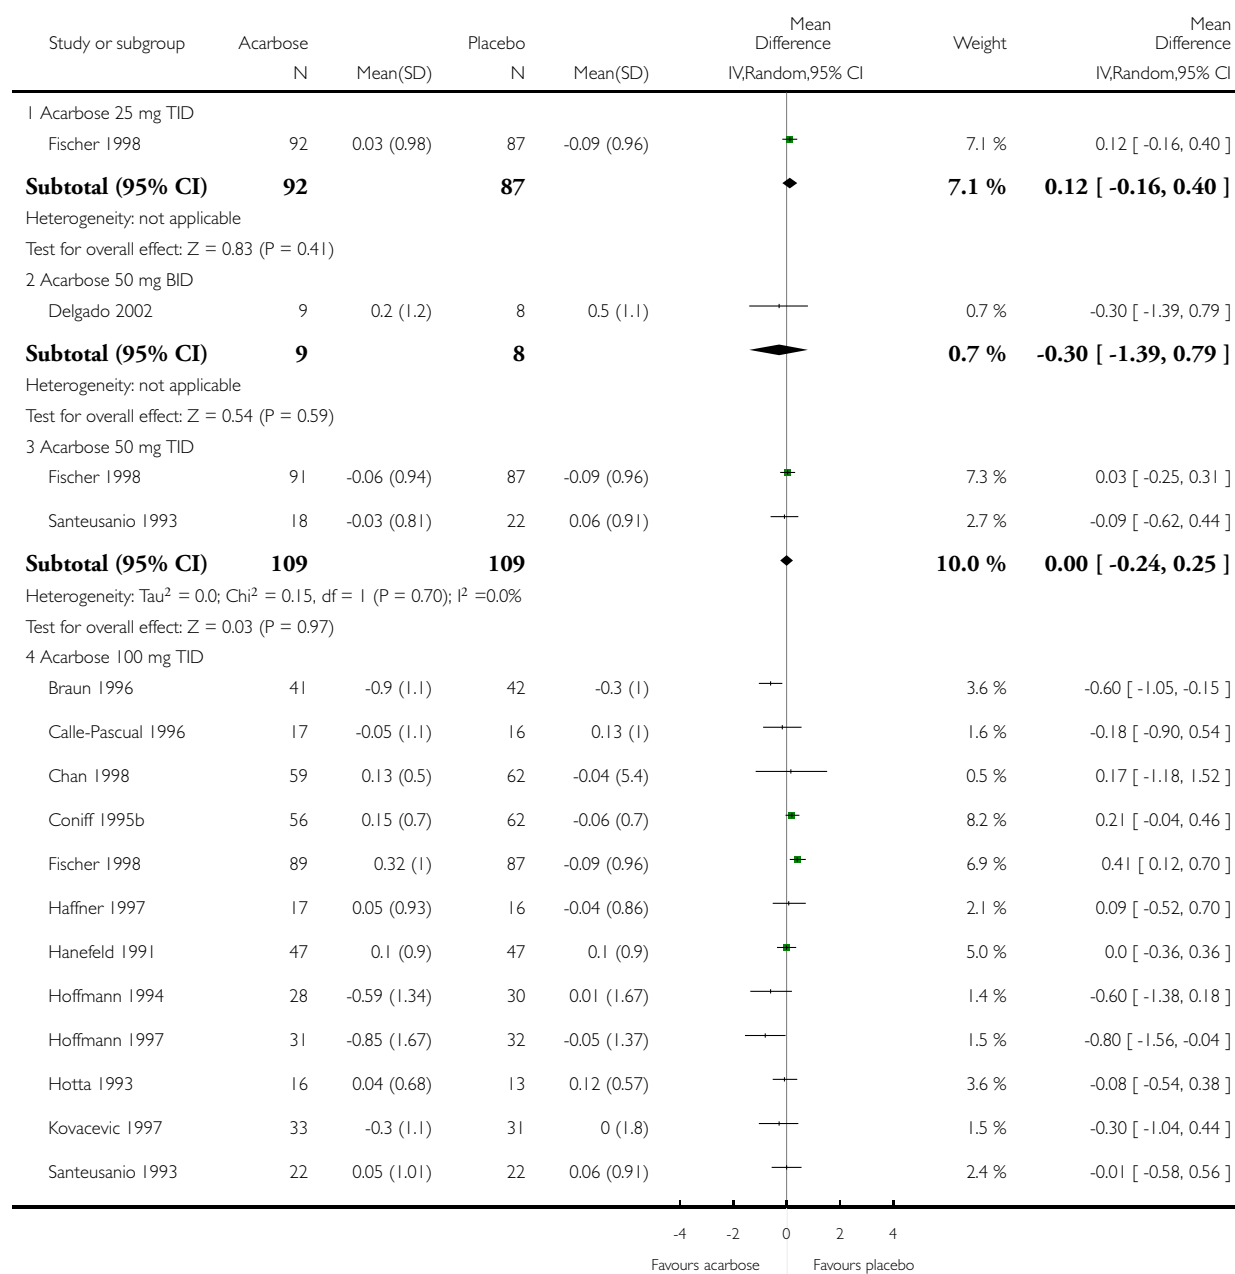 Study or subgroup Acarbose Placebo Mean Difference Weight Mean Difference
N Mean(SD) N Mean(SD) IV,Random,95% CI IV,Random,95% CI
1 Acarbose 25 mg TID
Fischer 1998 92 0.03 (0.98) 87 -0.09 (0.96) 7.1 % 0.12 [ -0.16, 0.40 ]
Subtotal (95% CI) 92 87 7.1 % 0.12 [ -0.16, 0.40 ]
Heterogeneity: not applicable
Test for overall effect: Z = 0.83 (P = 0.41)
2 Acarbose 50 mg BID
Delgado 2002 9 0.2 (1.2) 8 0.5 (1.1) 0.7 % -0.30 [ -1.39, 0.79 ]
Subtotal (95% CI) 9 8 0.7 % -0.30 [ -1.39, 0.79 ]
Heterogeneity: not applicable
Test for overall effect: Z = 0.54 (P = 0.59)
3 Acarbose 50 mg TID
Fischer 1998 91 -0.06 (0.94) 87 -0.09 (0.96) 7.3 % 0.03 [ -0.25, 0.31 ]
Santeusanio 1993 18 -0.03 (0.81) 22 0.06 (0.91) 2.7 % -0.09 [ -0.62, 0.44 ]
Subtotal (95% CI) 109 109 10.0 % 0.00 [ -0.24, 0.25 ]
Heterogeneity: Tau² = 0.0; Chi² = 0.15, df = 1 (P = 0.70); I² =0.0%
Test for overall effect: Z = 0.03 (P = 0.97)
4 Acarbose 100 mg TID
Braun 1996 41 -0.9 (1.1) 42 -0.3 (1) 3.6 % -0.60 [ -1.05, -0.15 ]
Calle-Pascual 1996 17 -0.05 (1.1) 16 0.13 (1) 1.6 % -0.18 [ -0.90, 0.54 ]
Chan 1998 59 0.13 (0.5) 62 -0.04 (5.4) 0.5 % 0.17 [ -1.18, 1.52 ]
Coniff 1995b 56 0.15 (0.7) 62 -0.06 (0.7) 8.2 % 0.21 [ -0.04, 0.46 ]
Fischer 1998 89 0.32 (1) 87 -0.09 (0.96) 6.9 % 0.41 [ 0.12, 0.70 ]
Haffner 1997 17 0.05 (0.93) 16 -0.04 (0.86) 2.1 % 0.09 [ -0.52, 0.70 ]
Hanefeld 1991 47 0.1 (0.9) 47 0.1 (0.9) 5.0 % 0.0 [ -0.36, 0.36 ]
Hoffmann 1994 28 -0.59 (1.34) 30 0.01 (1.67) 1.4 % -0.60 [ -1.38, 0.18 ]
Hoffmann 1997 31 -0.85 (1.67) 32 -0.05 (1.37) 1.5 % -0.80 [ -1.56, -0.04 ]
Hotta 1993 16 0.04 (0.68) 13 0.12 (0.57) 3.6 % -0.08 [ -0.54, 0.38 ]
Kovacevic 1997 33 -0.3 (1.1) 31 0 (1.8) 1.5 % -0.30 [ -1.04, 0.44 ]
Santeusanio 1993 22 0.05 (1.01) 22 0.06 (0.91) 2.4 % -0.01 [ -0.58, 0.56 ]
-4 -2 0 2 4
Favours acarbose Favours placebo